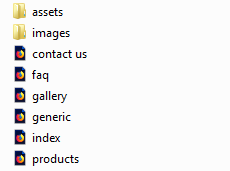 assets
images
contact us
faq
gallery
generic
index
products